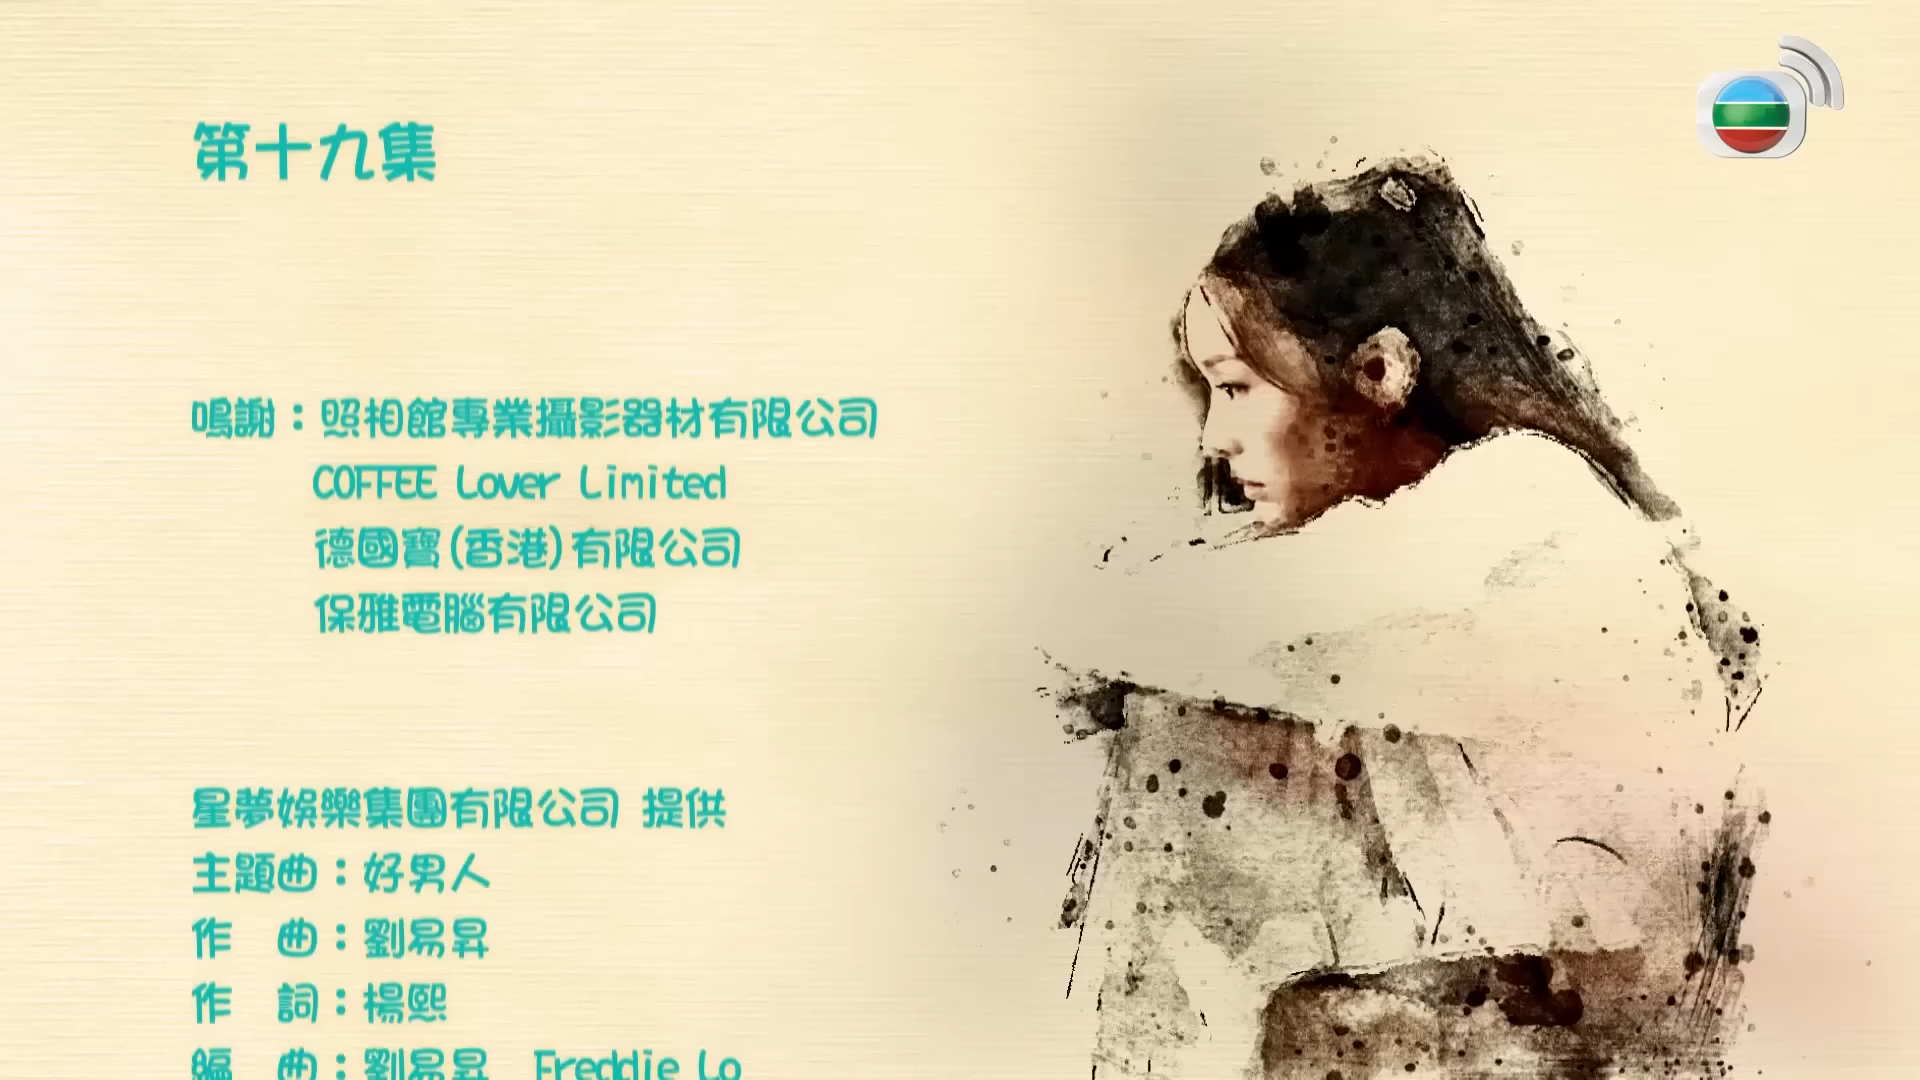 第十九集
鳴謝：照相館專業攝影器材有限公司
COFFEE Lover Limited
德國寶(香港)有限公司
保雅電腦有限公司
星夢娛樂集團有限公司 提供
主題曲：好男人
作　曲：劉易昇
作　詞：楊熙
編　曲：劉易昇　Freddie Lo